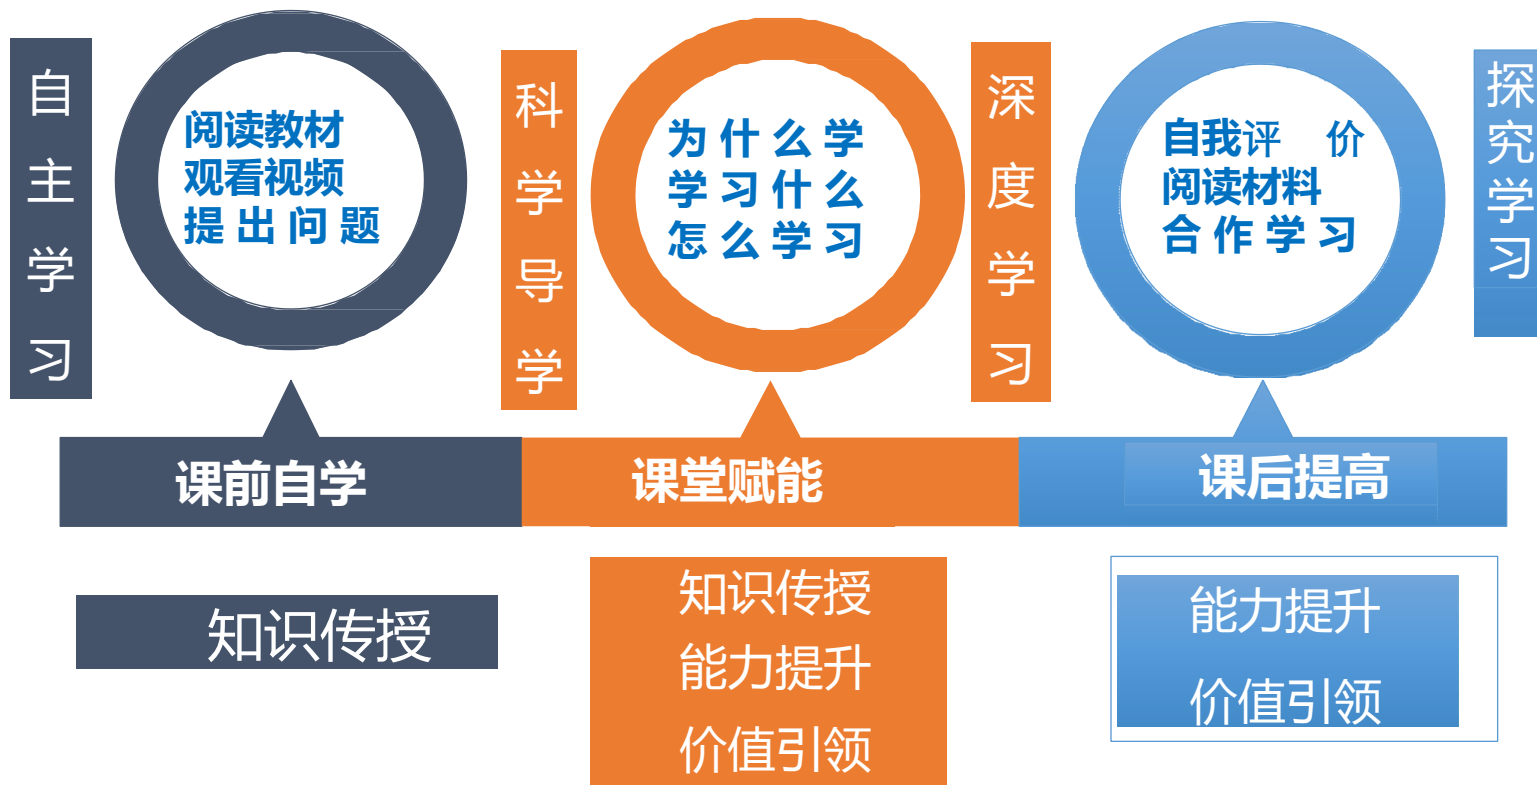 自主学习
阅读教材
观看视频
提出问题
科学导学
为什么学
学习什么
怎么学习
深度学习
自我评 价
阅读材料
合作学习
探究学习
课前自学
课堂赋能
课后提高
知识传授
知识传授
能力提升
价值引领
能力提升
价值引领